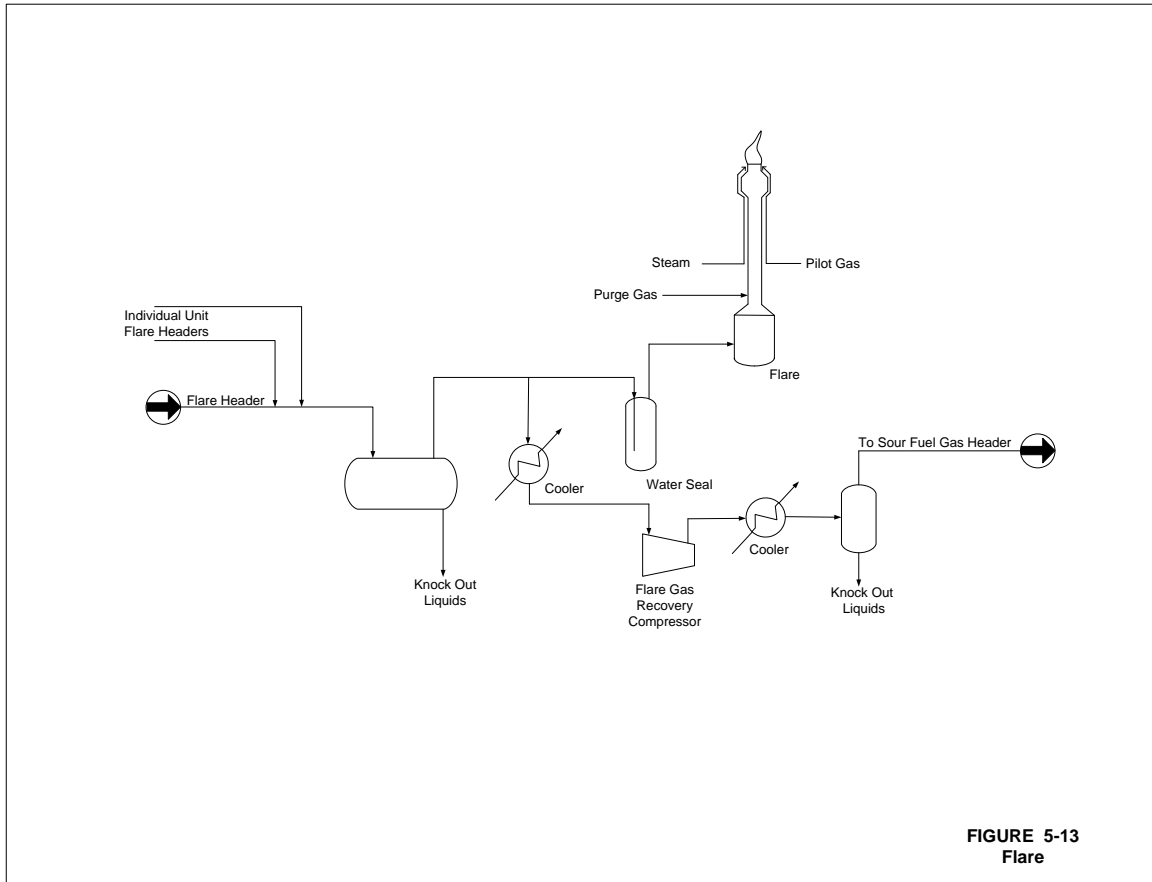 Steam
Pilot Gas
Purge Gas
Individual Unit
Flare Headers
Flare
Flare Header
To Sour Fuel Gas Header
Cooler
Water Seal
Cooler
Knock Out
Liquids
Flare Gas
Recovery
Compressor
Knock Out
Liquids
FIGURE 5-13
Flare